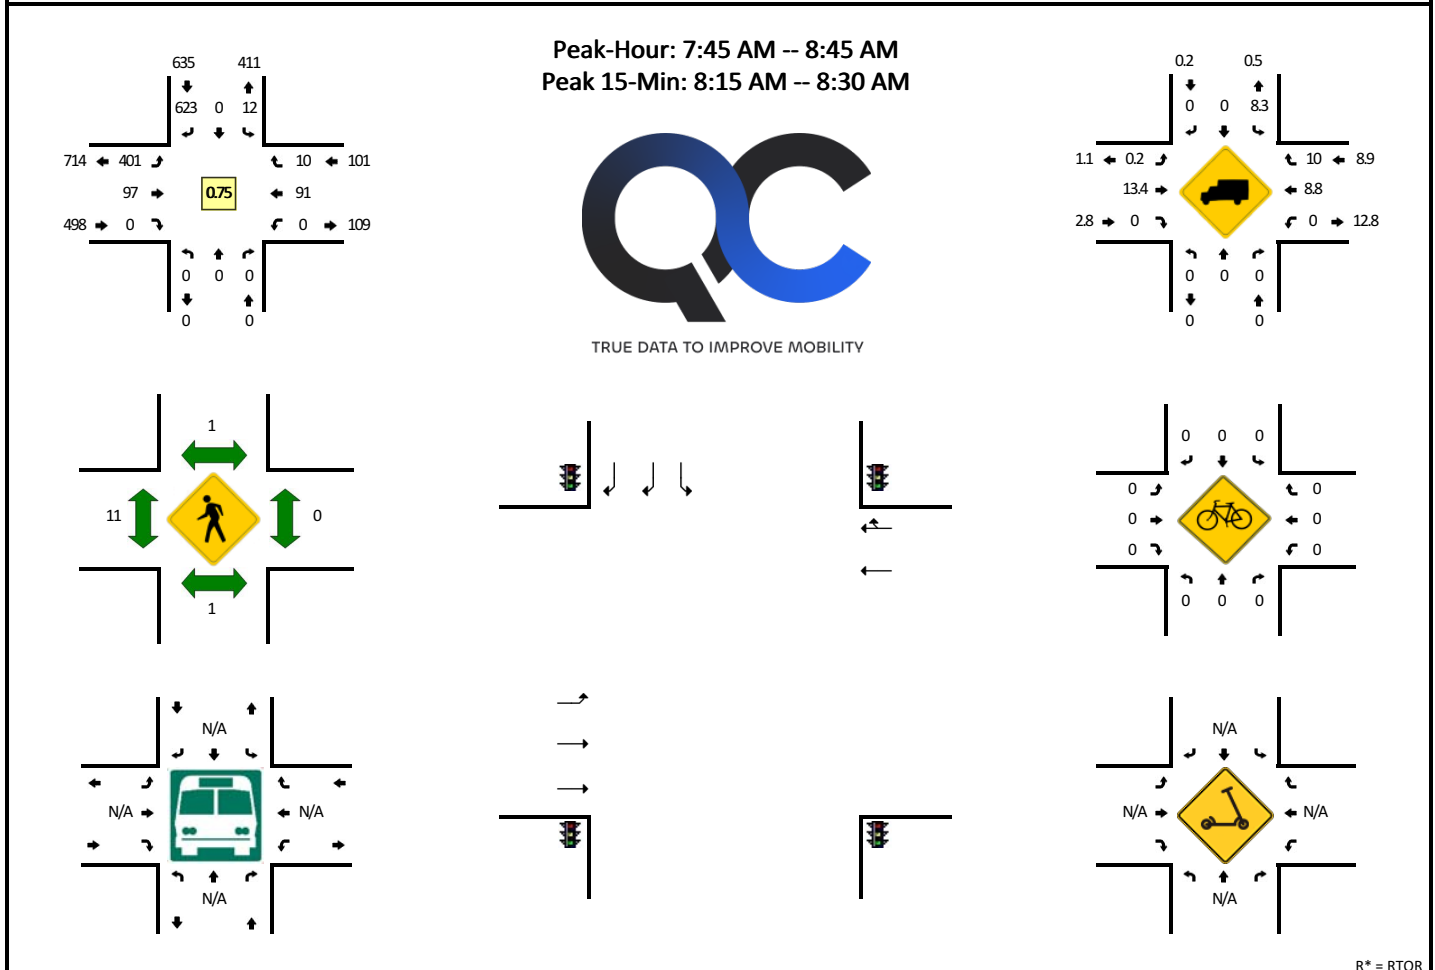 Peak-Hour: 7:45 AM -- 8:45 AM
Peak 15-Min: 8:15 AM -- 8:30 AM
635 411
623 0 12
714 401 10 101
97 0.75 91
498 0 0 109
0 0 0
0 0
QC
TRUE DATA TO IMPROVE MOBILITY
0.2 0.5
0 0 8.3
1.1 0.2 10 8.9
13.4 8.8
2.8 0 0 12.8
0 0 0
0 0
1
11 0
1
0 0 0
0 0
0 0
0 0
0 0 0
N/A
N/A N/A
N/A
N/A
N/A N/A
N/A
R* = RTOR